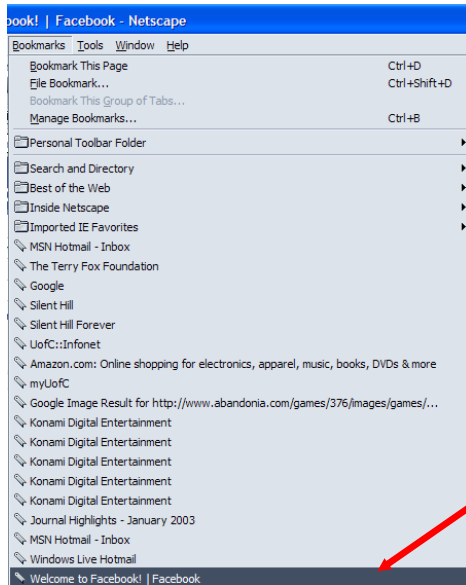 ook! | Facebook - Netscape
Bookmarks Tools Window Help
Bookmark This Page Ctrl+D
File Bookmark... Ctrl+Shift+D
Bookmark This Group of Tabs...
Manage Bookmarks... Ctrl+B
Personal Toolbar Folder
Search and Directory
Best of the Web
Inside Netscape
Imported IE Favorites
MSN Hotmail - Inbox
The Terry Fox Foundation
Google
Silent Hill
Silent Hill Forever
UofC::Infonet
Amazon.com: Online shopping for electronics, apparel, music, books, DVDs & more
myUofC
Google Image Result for http://www.abandonia.com/games/376/images/games/...
Konami Digital Entertainment
Konami Digital Entertainment
Konami Digital Entertainment
Konami Digital Entertainment
Konami Digital Entertainment
Journal Highlights - January 2003
MSN Hotmail - Inbox
Windows Live Hotmail
Welcome to Facebook! | Facebook